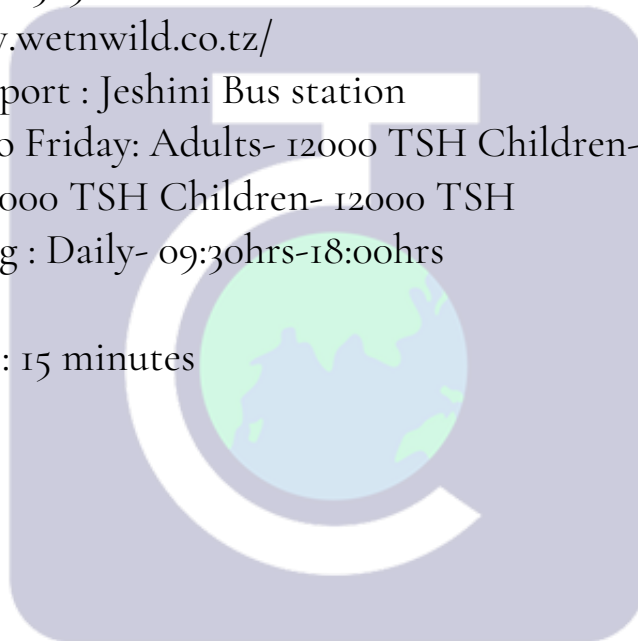 .wetnwild.co.tz/
port : Jeshini Bus station
o Friday: Adults- 12000 TSH Children-
000 TSH Children- 12000 TSH
g : Daily- 09:30hrs-18:00hrs
: 15 minutes